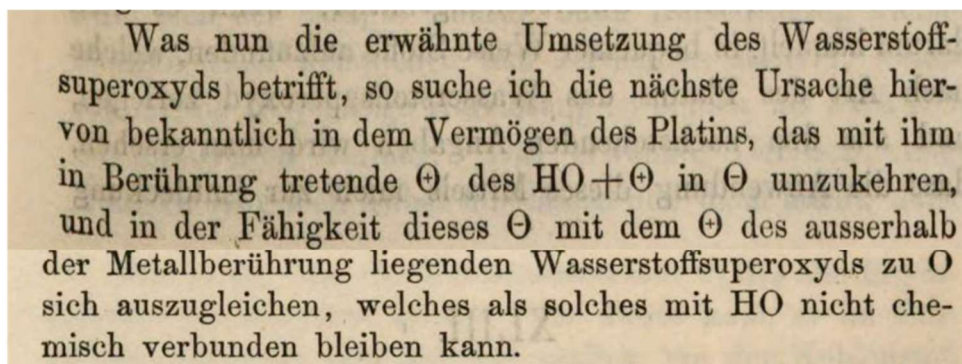 Was nun die erwähnte Umsetzung des Wasserstoff-
superoxyds betrifft, so suche ich die nächste Ursache hier-
von bekanntlich in dem Vermögen des Platins, das mit ihm
in Berührung tretende ⊕ des HO+⊕ in Θ umzukehren,
und in der Fähigkeit dieses Θ mit dem ⊕ des ausserhalb
der Metallberührung liegenden Wasserstoffsuperoxyds zu O
sich auszugleichen, welches als solches mit HO nicht che-
misch verbunden bleiben kann.